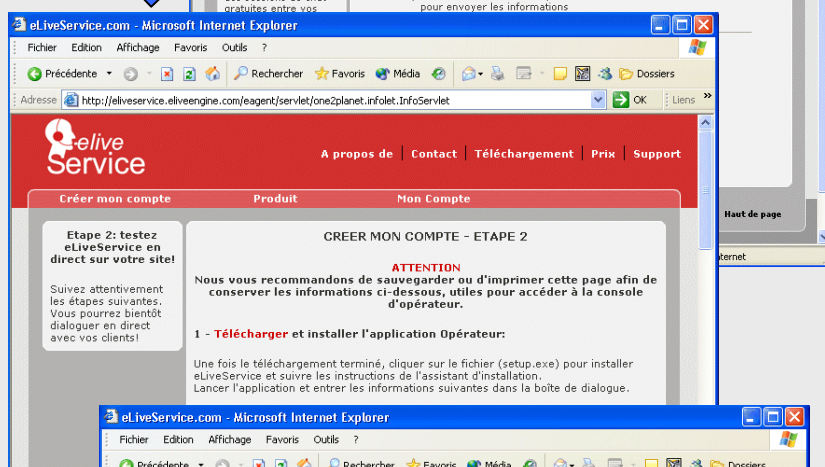 gratuites entre vos
pour envoyer les informations
eLiveService.com - Microsoft Internet Explorer
Fichier Edition Affichage Favoris Outils ?
Précédente Rechercher Favoris Média Dossiers
Adresse http://eliveservice.eliveengine.com/eagent/servlet/one2planet.infolet.InfoServlet OK Liens »
-elive
Service
A propos de | Contact | Téléchargement | Prix | Support
Créer mon compte Produit Mon Compte
Haut de page
Etape 2: testez
eLiveService en
direct sur votre site!
Suivez attentivement
les étapes suivantes.
Vous pourrez bientôt
dialoguer en direct
avec vos clients!
CREER MON COMPTE - ETAPE 2
ATTENTION
Nous vous recommandons de sauvegarder ou d'imprimer cette page afin de
conserver les informations ci-dessous, utiles pour accéder à la console
d'opérateur.
1 - Télécharger et installer l'application Opérateur:
Une fois le téléchargement terminé, cliquer sur le fichier (setup.exe) pour installer
eLiveService et suivre les instructions de l'assistant d'installation.
Lancer l'application et entrer les informations suivantes dans la boîte de dialogue.
eLiveService.com - Microsoft Internet Explorer
Fichier Edition Affichage Favoris Outils ?
Précédente Rechercher Favoris Média Dossiers